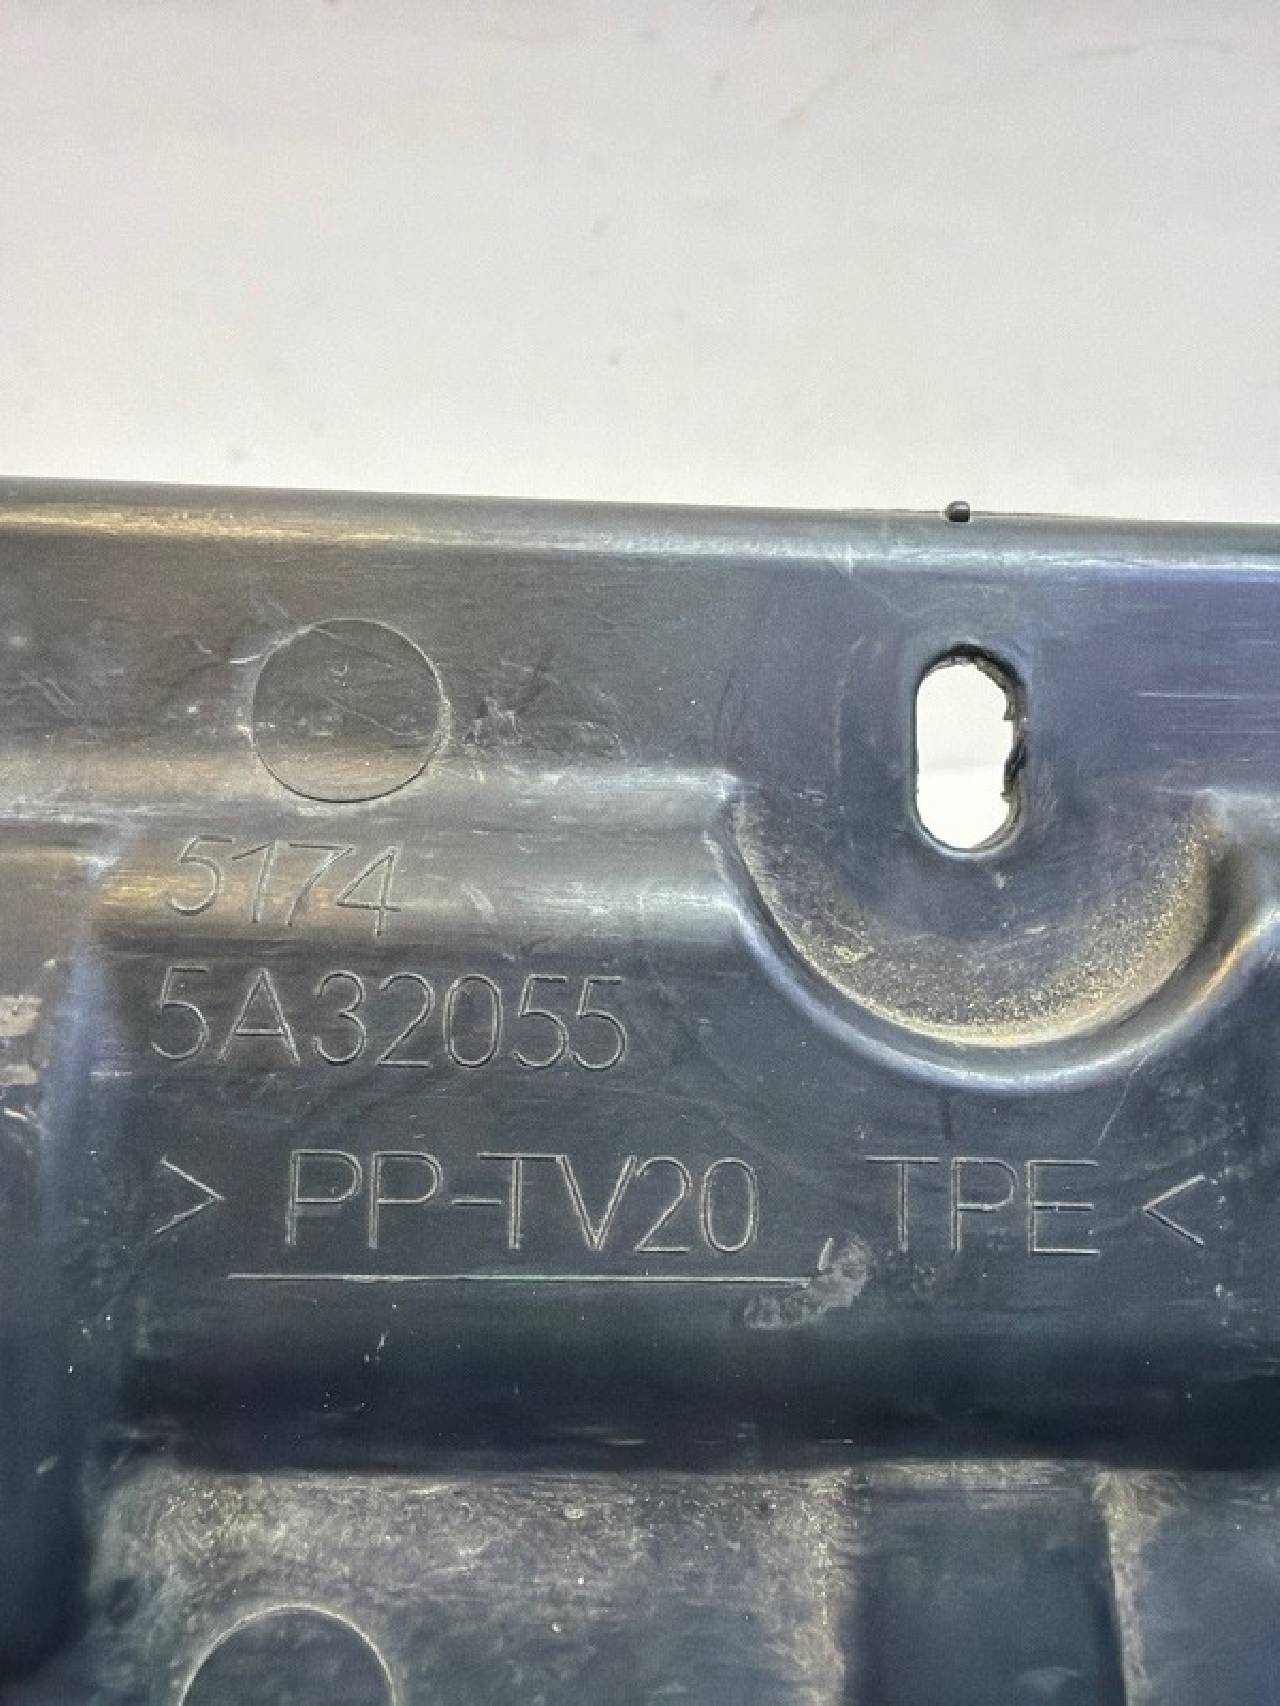 5174
5A32055
> PP-TV20, TPE <